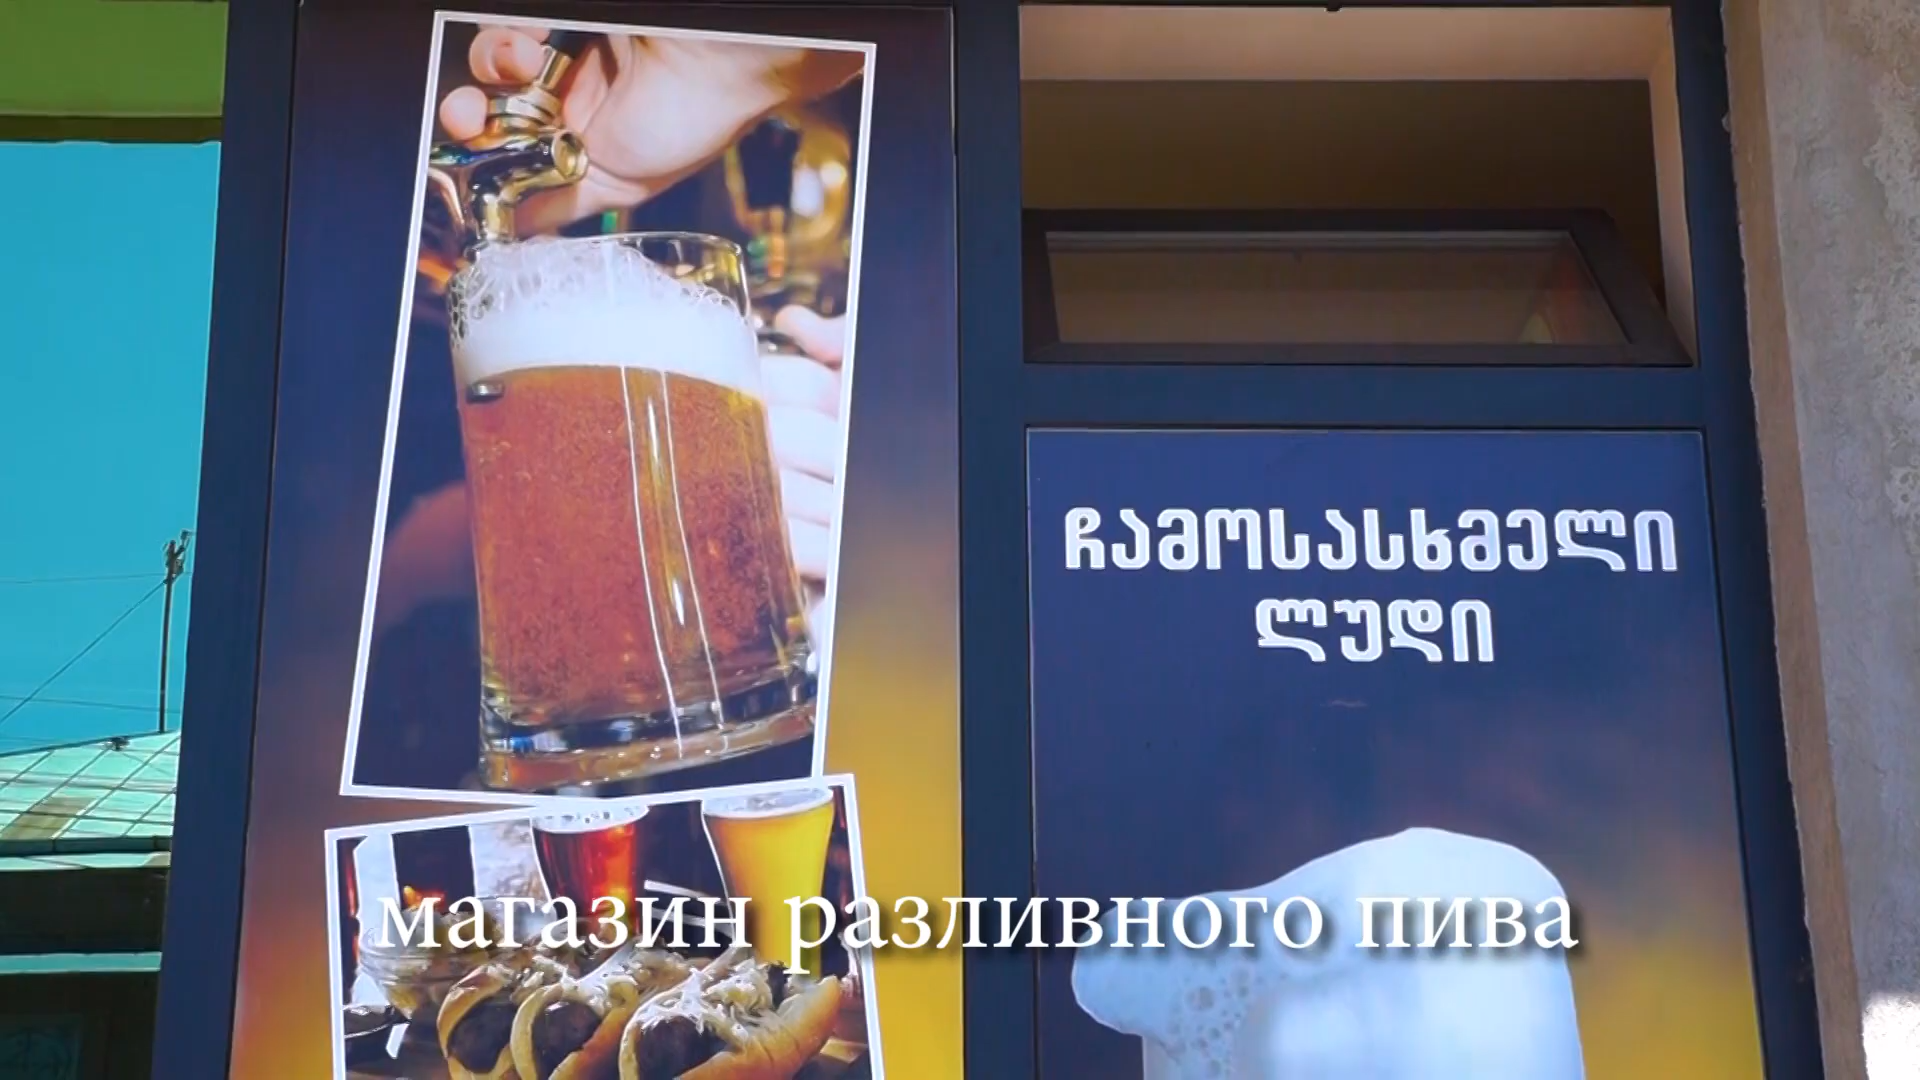 ჩამოსასხმელი
ლუდი
магазин разливного пива